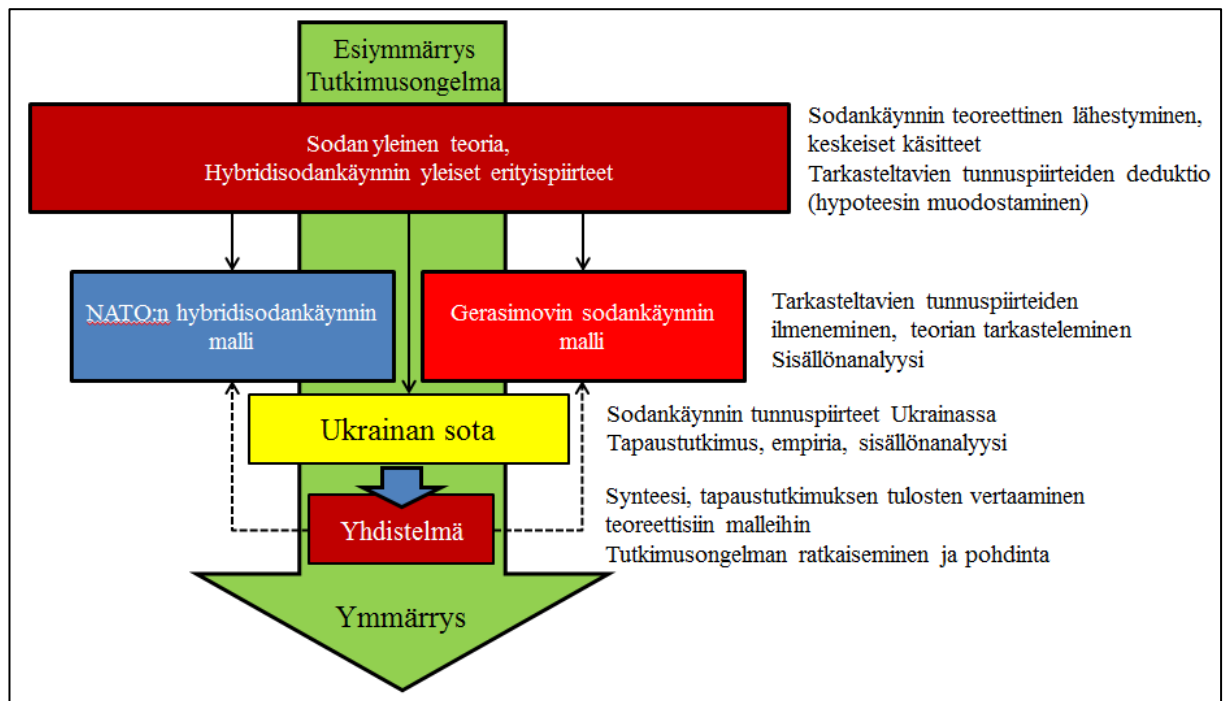 Esiymmärrys
Tutkimusongelma
Sodan yleinen teoria,
Hybridisodankäynnin yleiset erityispiirteet
Sodankäynnin teoreettinen lähestyminen,
keskeiset käsitteet
Tarkasteltavien tunnuspiirteiden deduktio
(hypoteesin muodostaminen)
NATO:n hybridisodankäynnin
malli
Gerasimovin sodankäynnin
malli
Tarkasteltavien tunnuspiirteiden
ilmeneminen, teorian tarkasteleminen
Sisällönanalyysi
Ukrainan sota
Sodankäynnin tunnuspiirteet Ukrainassa
Tapaustutkimus, empiria, sisällönanalyysi
Yhdistelmä
Synteesi, tapaustutkimuksen tulosten vertaaminen
teoreettisiin malleihin
Tutkimusongelman ratkaiseminen ja pohdinta
Ymmärrys